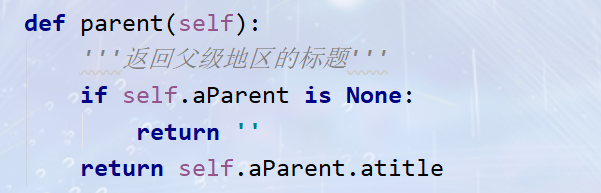 def parent(self):
    '''返回父级地区的标题'''
    if self.aParent is None:
        return ''
    return self.aParent.atitle